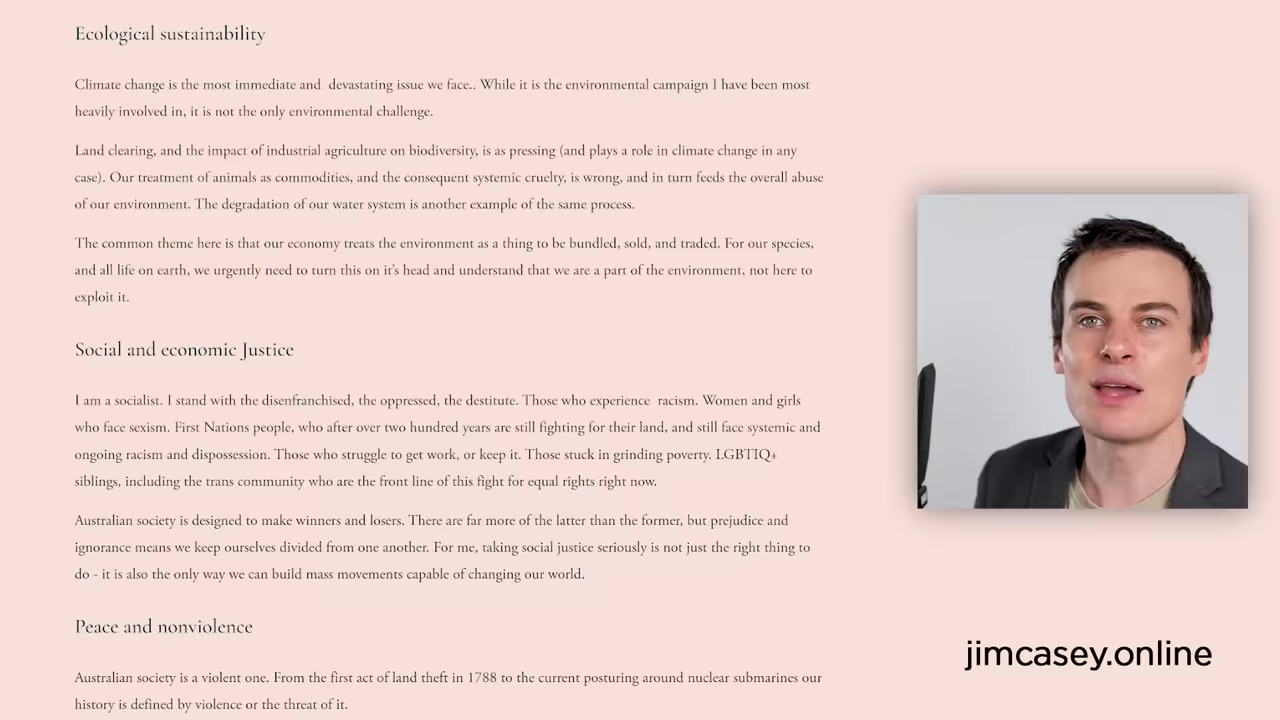 Ecological sustainability
Climate change is the most immediate and  devastating issue we face.. While it is the environmental campaign I have been most
heavily involved in, it is not the only environmental challenge.
Land clearing, and the impact of industrial agriculture on biodiversity, is as pressing (and plays a role in climate change in any
case). Our treatment of animals as commodities, and the consequent systemic cruelty, is wrong, and in turn feeds the overall abuse
of our environment. The degradation of our water system is another example of the same process.
The common theme here is that our economy treats the environment as a thing to be bundled, sold, and traded. For our species,
and all life on earth, we urgently need to turn this on it's head and understand that we are a part of the environment, not here to
exploit it.
Social and economic Justice
I am a socialist. I stand with the disenfranchised, the oppressed, the destitute. Those who experience  racism. Women and girls
who face sexism. First Nations people, who after over two hundred years are still fighting for their land, and still face systemic and
ongoing racism and dispossession. Those who struggle to get work, or keep it. Those stuck in grinding poverty. LGBTIQ+
siblings, including the trans community who are the front line of this fight for equal rights right now.
Australian society is designed to make winners and losers. There are far more of the latter than the former, but prejudice and
ignorance means we keep ourselves divided from one another. For me, taking social justice seriously is not just the right thing to
do - it is also the only way we can build mass movements capable of changing our world.
Peace and nonviolence
Australian society is a violent one. From the first act of land theft in 1788 to the current posturing around nuclear submarines our
history is defined by violence or the threat of it.
jimcasey.online